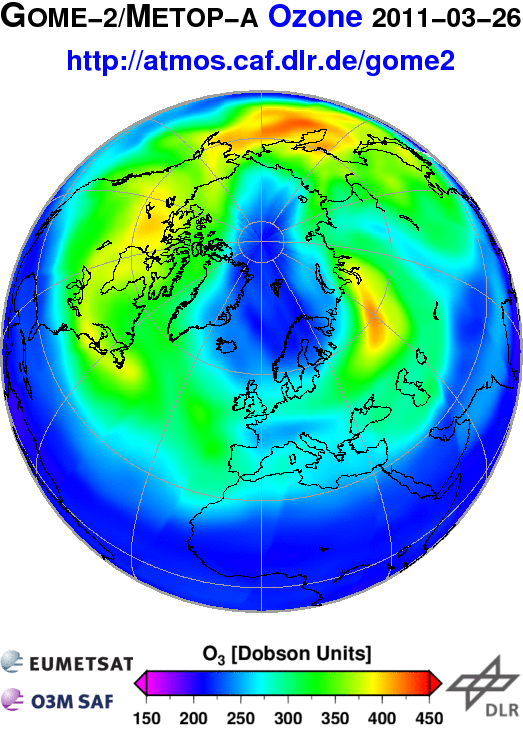 GOME−2/METOP−A Ozone 2011−03−26
http://atmos.caf.dlr.de/gome2
EUMETSAT
O3M SAF
O3 [Dobson Units]
150 200 250 300 350 400 450
DLR